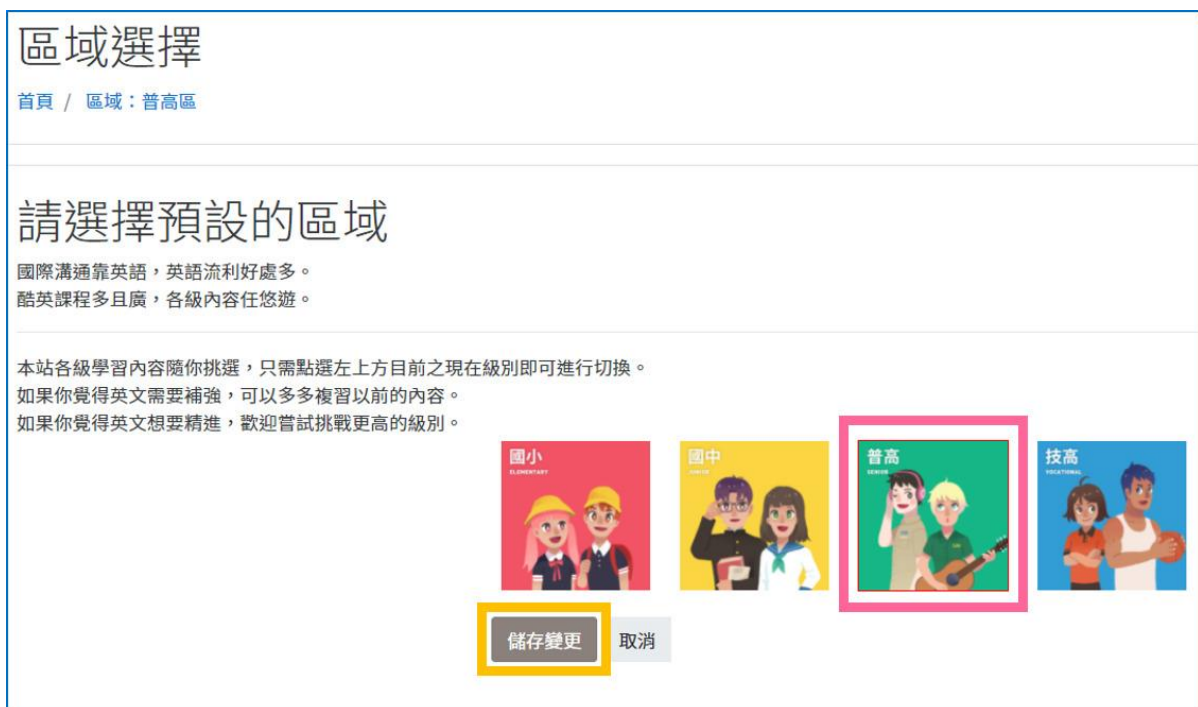 區域選擇
首頁 / 區域：普高區
請選擇預設的區域
國際溝通靠英語，英語流利好處多。
酷英課程多且廣，各級內容任悠遊。
本站各級學習內容隨你挑選，只需點選左上方目前之現在級別即可進行切換。
如果你覺得英文需要補強，可以多多複習以前的內容。
如果你覺得英文想要精進，歡迎嘗試挑戰更高的級別。
國小
ELEMENTARY
國中
JUNIOR
普高
SENIOR
技高
VOCATIONAL
儲存變更
取消